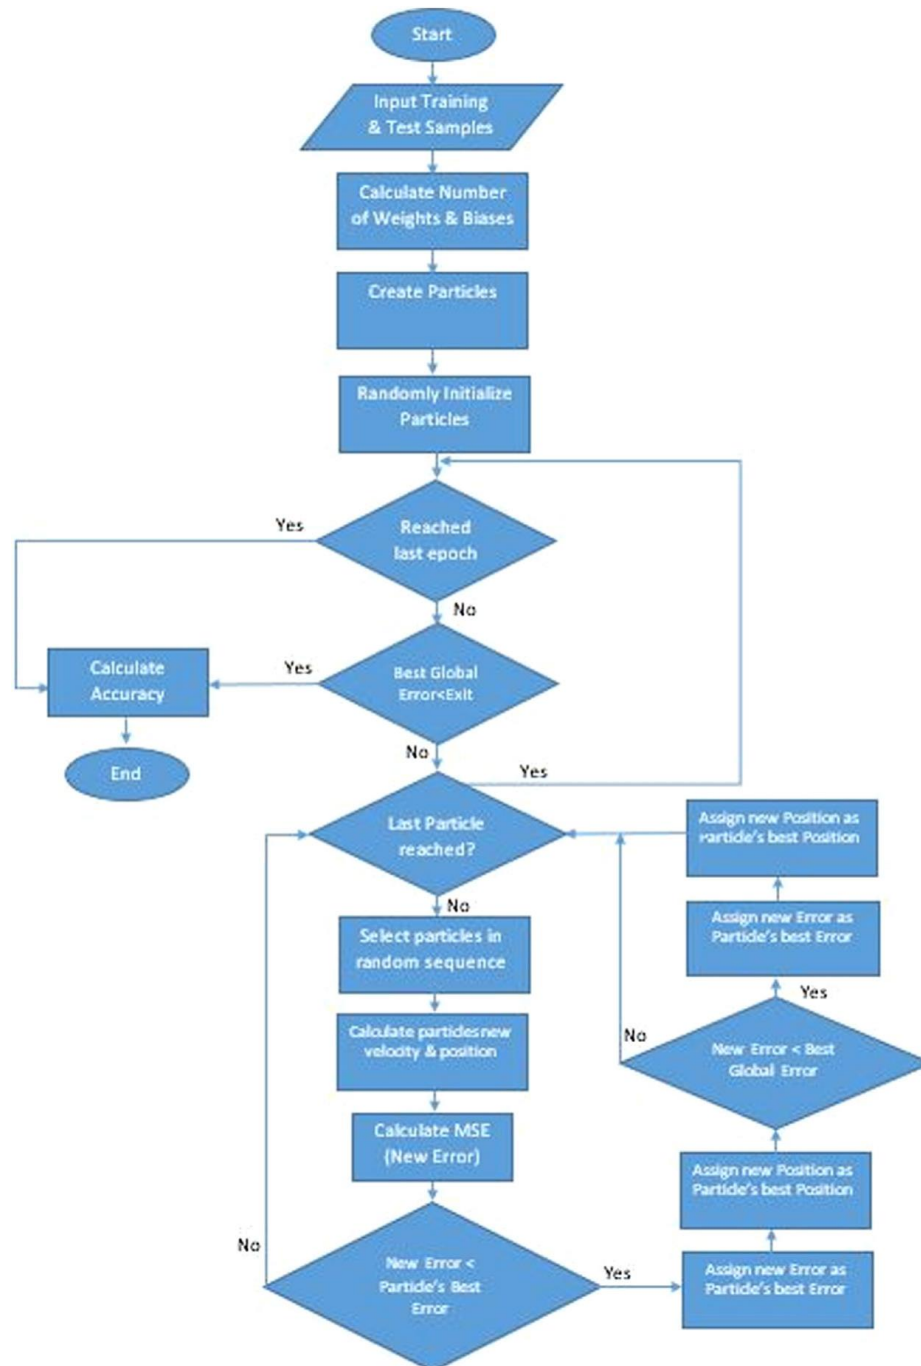 Start
Input Training
& Test Samples
Calculate Number
of Weights & Biases
Create Particles
Randomly Initialize
Particles
Yes
Reached
last epoch
No
Calculate
Accuracy
Yes
Best Global
Error<Exit
No
End
Yes
Last Particle
reached?
Assign new Position as
Particle's best Position
No
Select particles in
random sequence
Assign new Error as
Particle's best Error
Yes
Calculate particles new
velocity & position
No
New Error < Best
Global Error
Calculate MSE
(New Error)
Assign new Position as
Particle's best Position
No
New Error <
Particle's Best
Error
Yes
Assign new Error as
Particle's best Error